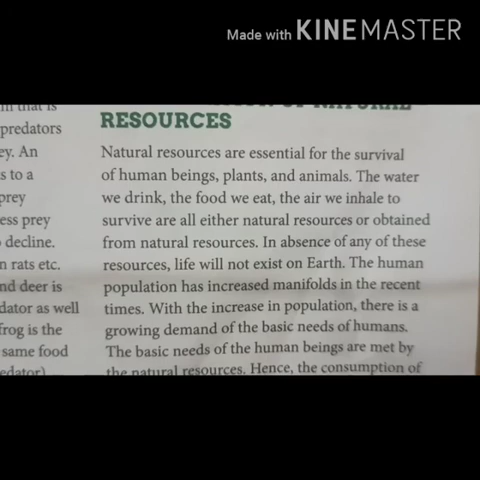 Made with KINEMASTER
RESOURCES
Natural resources are essential for the survival
of human beings, plants, and animals. The water
we drink, the food we eat, the air we inhale to
survive are all either natural resources or obtained
from natural resources. In absence of any of these
resources, life will not exist on Earth. The human
population has increased manifolds in the recent
times. With the increase in population, there is a
growing demand of the basic needs of humans.
The basic needs of the human beings are met by
the natural resources. Hence, the consumption of
that is
predators
ey. An
s to a
prey
ess prey
decline.
n rats etc.
nd deer is
dator as well
frog is the
same food
edator)